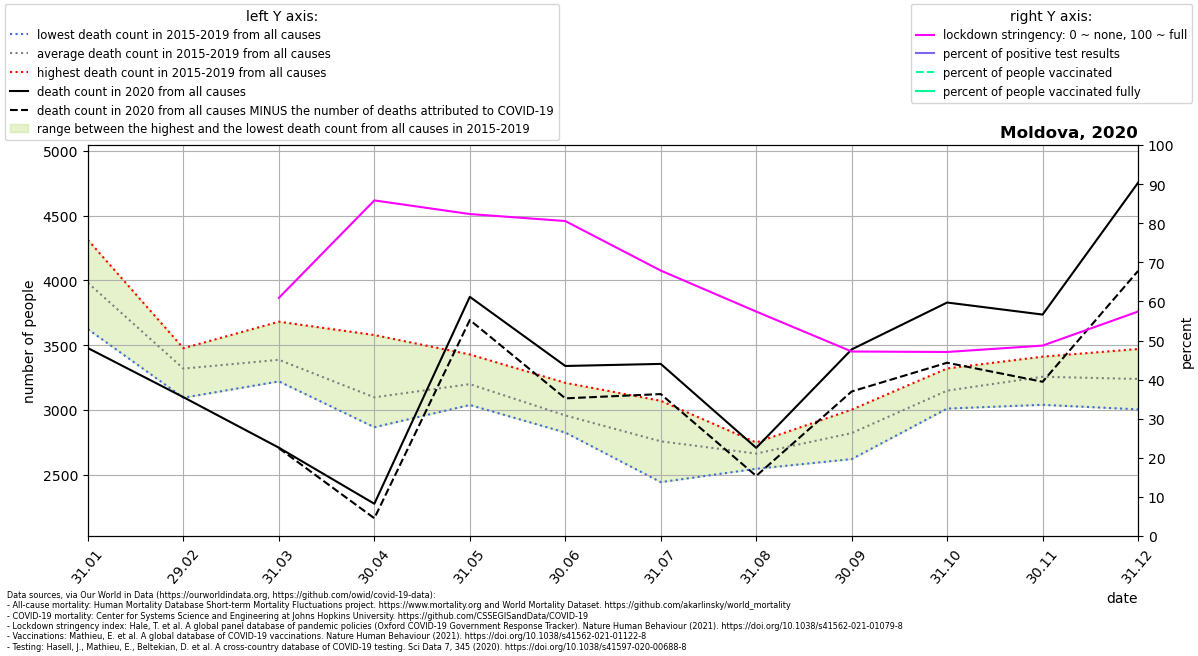 left Y axis:
lowest death count in 2015-2019 from all causes
average death count in 2015-2019 from all causes
highest death count in 2015-2019 from all causes
death count in 2020 from all causes
death count in 2020 from all causes MINUS the number of deaths attributed to COVID-19
range between the highest and the lowest death count from all causes in 2015-2019
right Y axis:
lockdown stringency: 0 ~ none, 100 ~ full
percent of positive test results
percent of people vaccinated
percent of people vaccinated fully
Moldova, 2020
number of people
5000
4500
4000
3500
3000
2500
100
90
80
70
60
50
40
30
20
10
0
percent
31.01
29.02
31.03
30.04
31.05
30.06
31.07
31.08
30.09
31.10
30.11
31.12
date
Data sources, via Our World in Data (https://ourworldindata.org, https://github.com/owid/covid-19-data):
- All-cause mortality: Human Mortality Database Short-term Mortality Fluctuations project. https://www.mortality.org and World Mortality Dataset. https://github.com/akarlinsky/world_mortality
- COVID-19 mortality: Center for Systems Science and Engineering at Johns Hopkins University. https://github.com/CSSEGISandData/COVID-19
- Lockdown stringency index: Hale, T. et al. A global panel database of pandemic policies (Oxford COVID-19 Government Response Tracker). Nature Human Behaviour (2021). https://doi.org/10.1038/s41562-021-01079-8
- Vaccinations: Mathieu, E. et al. A global database of COVID-19 vaccinations. Nature Human Behaviour (2021). https://doi.org/10.1038/s41562-021-01122-8
- Testing: Hasell, J., Mathieu, E., Beltekian, D. et al. A cross-country database of COVID-19 testing. Sci Data 7, 345 (2020). https://doi.org/10.1038/s41597-020-00688-8